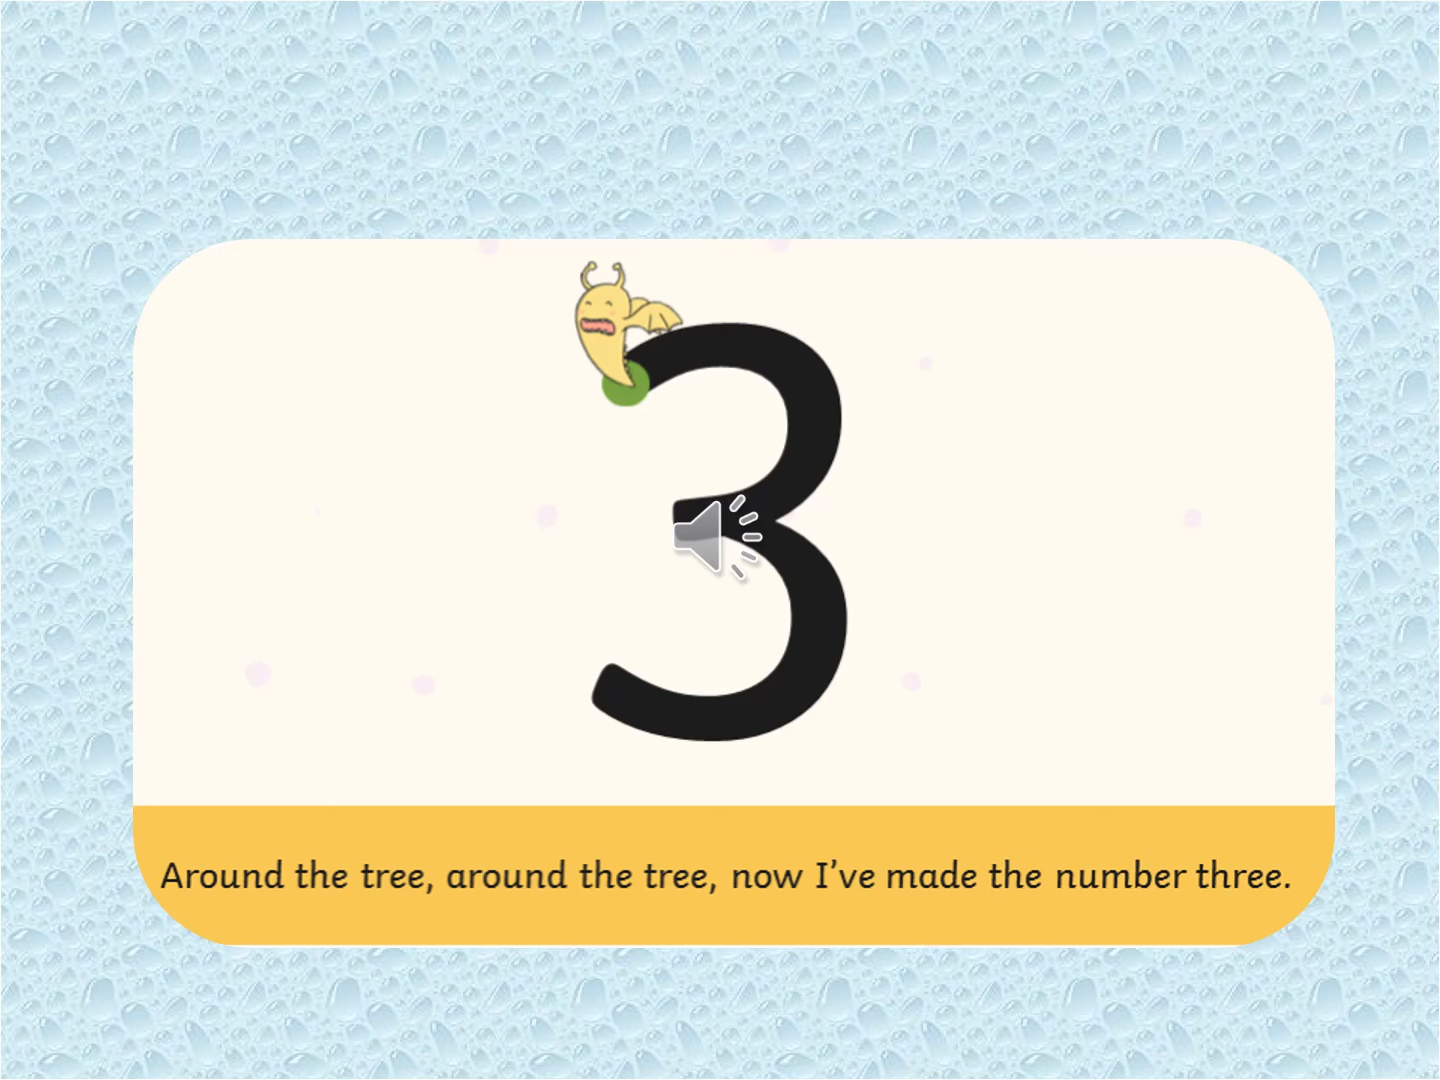 3
Around the tree, around the tree, now I’ve made the number three.